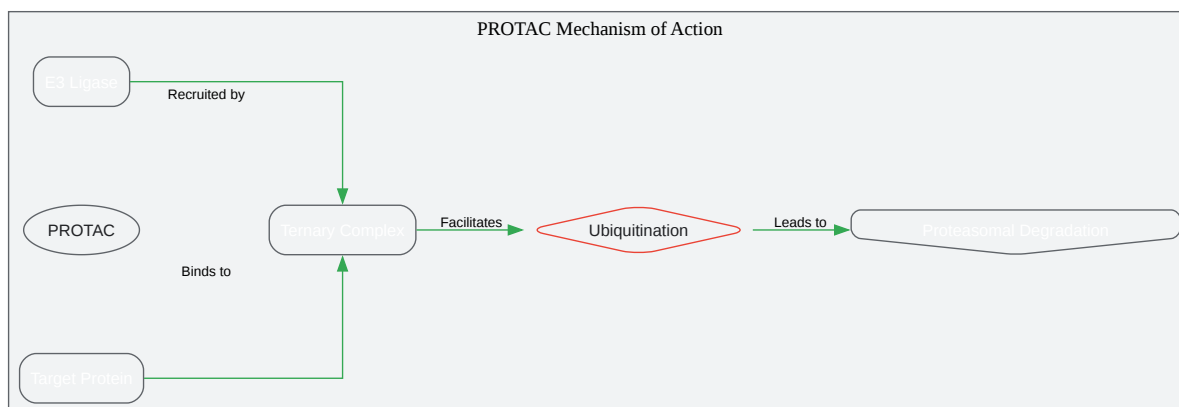 PROTAC Mechanism of Action
E3 Ligase
Recruited by
PROTAC
Ternary Complex
Facilitates
Ubiquitination
Leads to
Proteasomal Degradation
Binds to
Target Protein